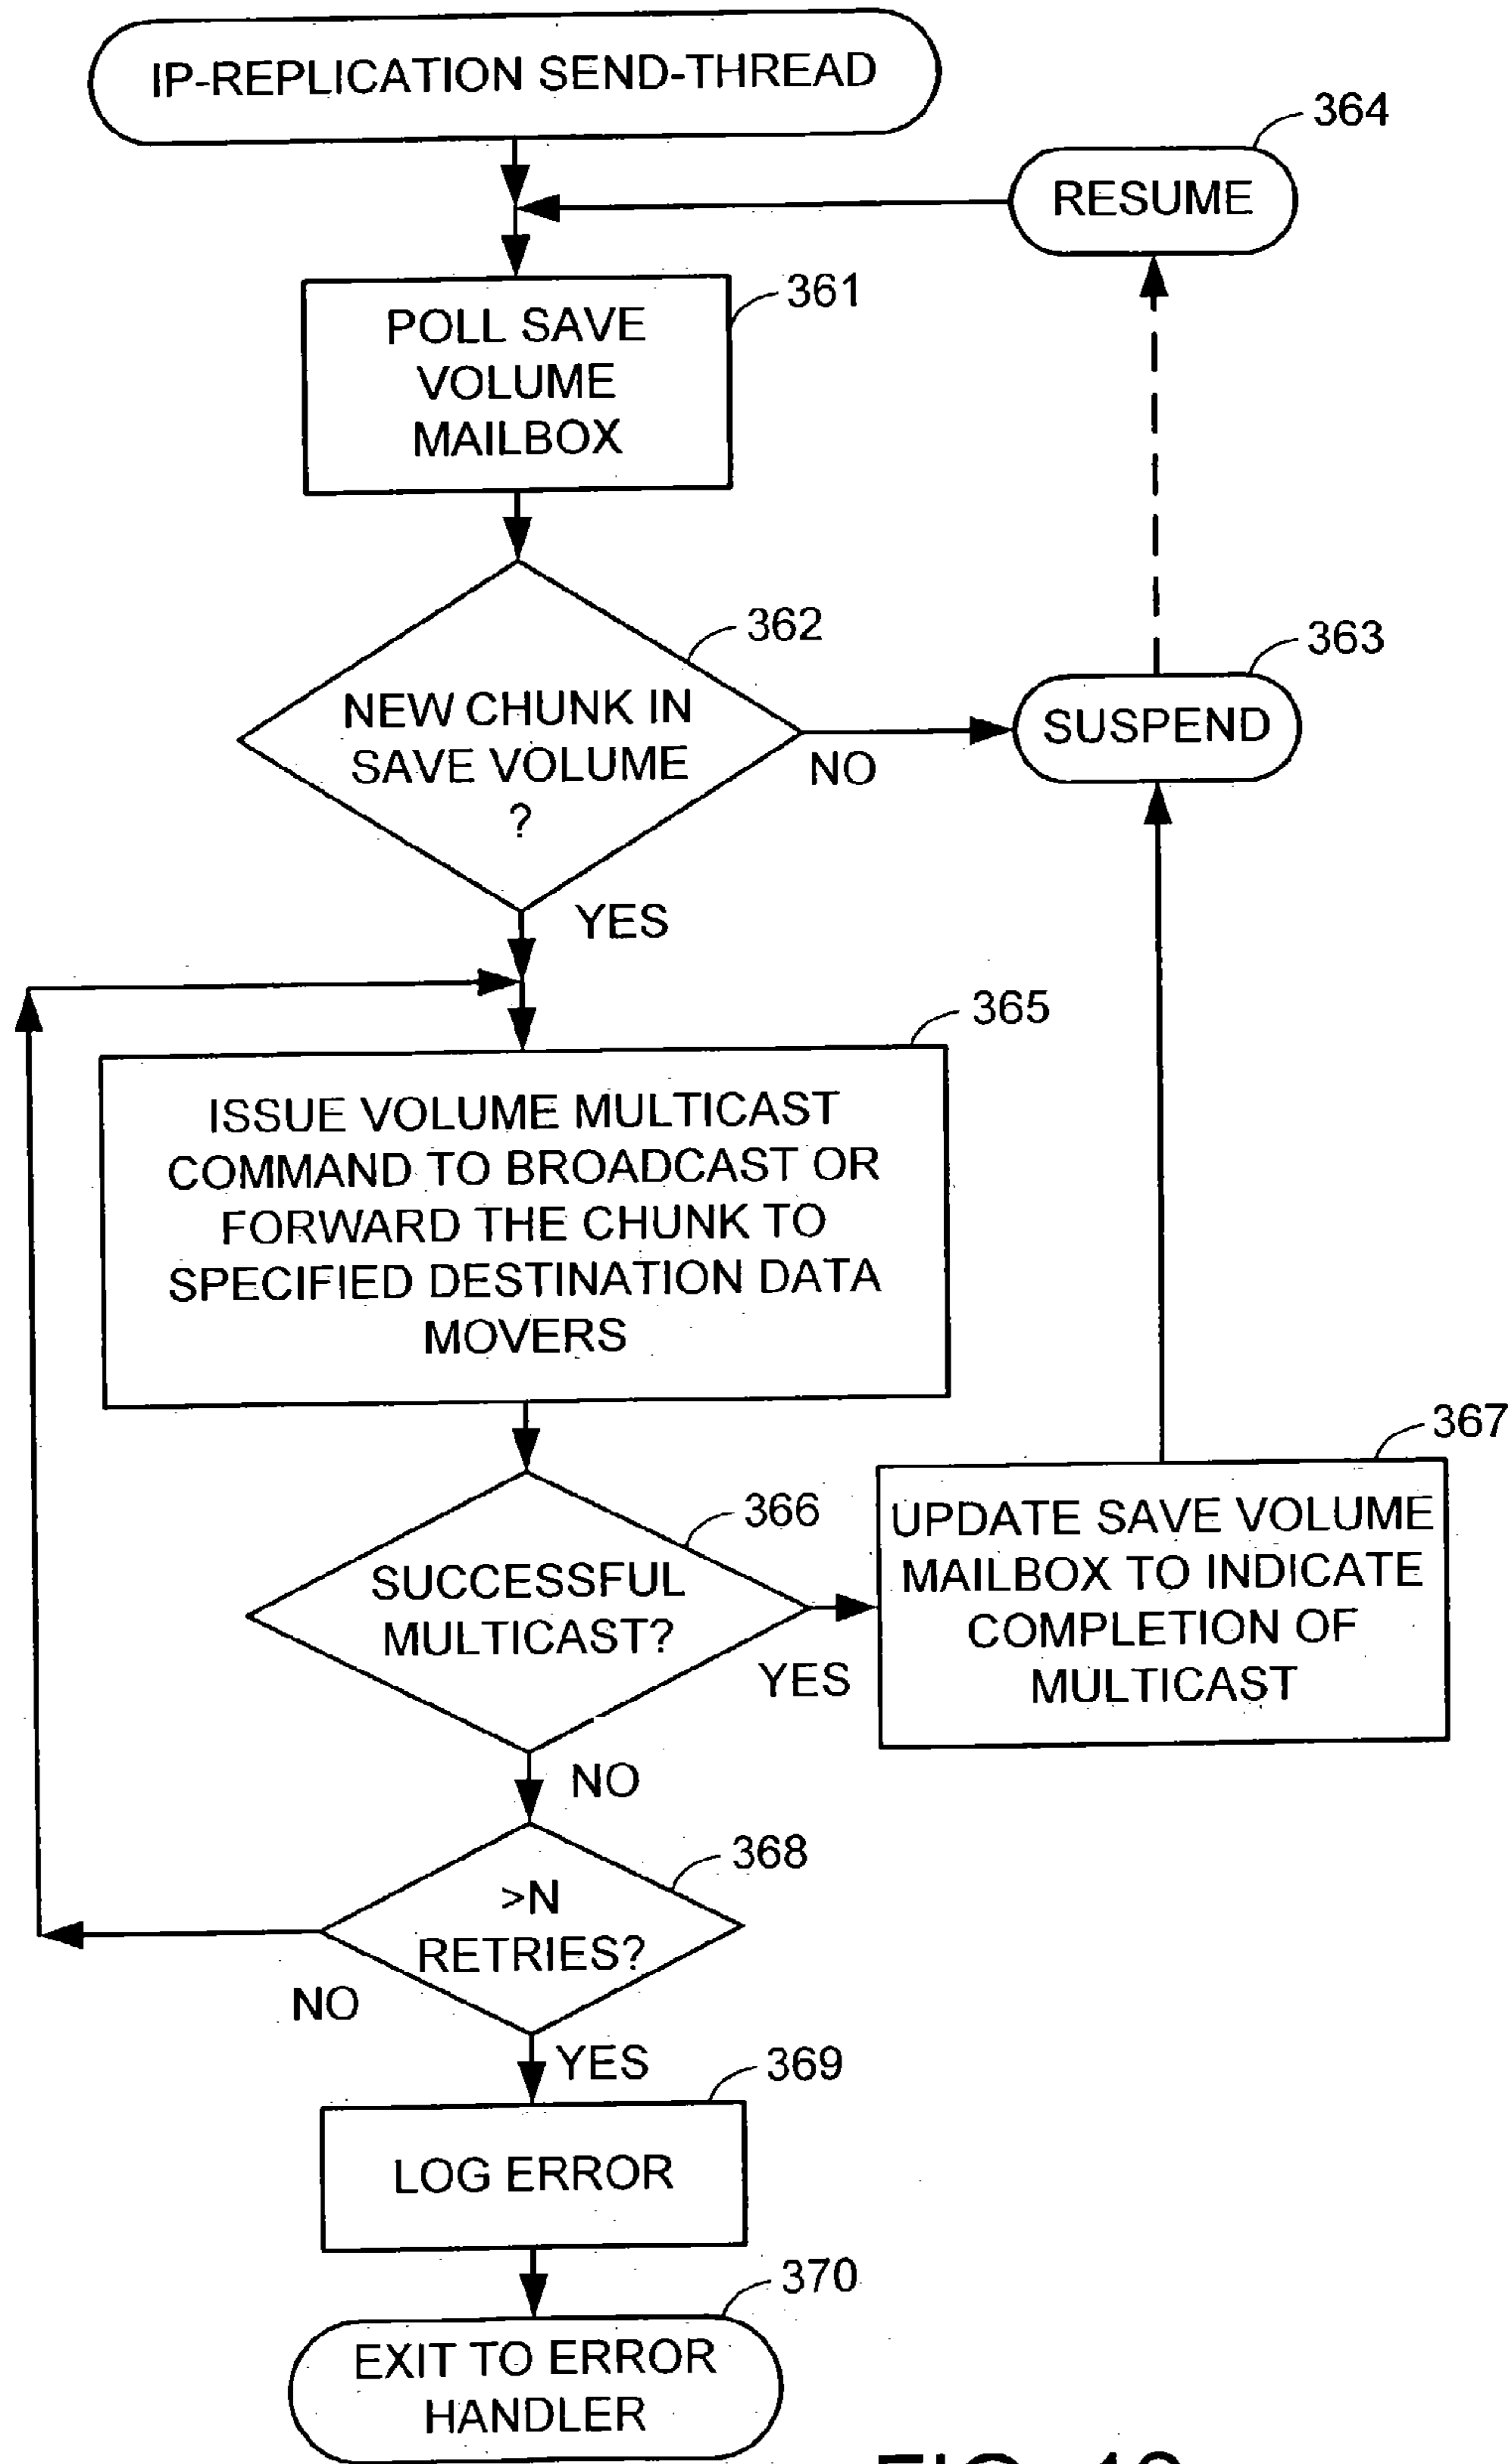 IP-REPLICATION SEND-THREAD
364
RESUME
361
POLL SAVE
VOLUME
MAILBOX
362
363
NEW CHUNK IN
SAVE VOLUME
?
SUSPEND
NO
YES
365
ISSUE VOLUME MULTICAST
COMMAND TO BROADCAST OR
FORWARD THE CHUNK TO
SPECIFIED DESTINATION DATA
MOVERS
367
366
UPDATE SAVE VOLUME
MAILBOX TO INDICATE
COMPLETION OF
MULTICAST
SUCCESSFUL
MULTICAST?
YES
NO
368
>N
RETRIES?
NO
YES
369
LOG ERROR
370
EXIT TO ERROR
HANDLER